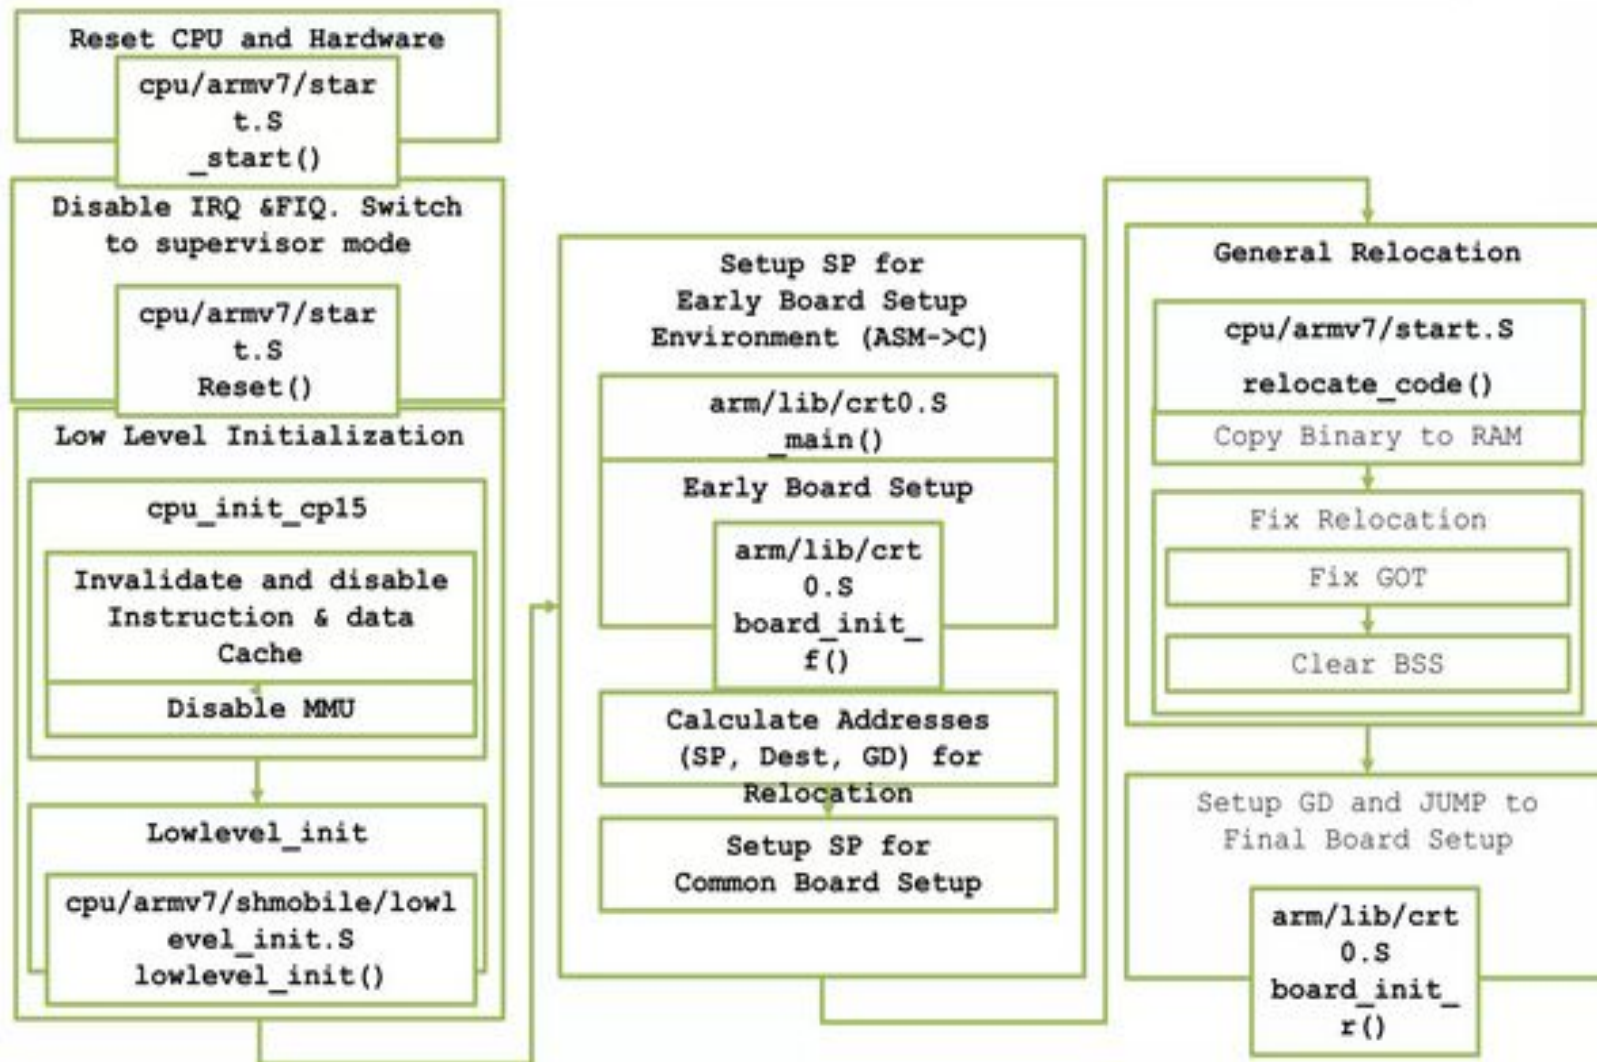 Reset CPU and Hardware
cpu/armv7/star
t.S
_start()
Disable IRQ &FIQ. Switch
to supervisor mode
cpu/armv7/star
t.S
Reset()
Low Level Initialization
cpu_init_cp15
Invalidate and disable
Instruction & data
Cache
Disable MMU
Lowlevel_init
cpu/armv7/shmobile/lowl
evel_init.S
lowlevel_init()
Setup SP for
Early Board Setup
Environment (ASM->C)
arm/lib/crt0.S
_main()
Early Board Setup
arm/lib/crt
0.S
board_init_
f()
Calculate Addresses
(SP, Dest, GD) for
Relocation
Setup SP for
Common Board Setup
General Relocation
cpu/armv7/start.S
relocate_code()
Copy Binary to RAM
Fix Relocation
Fix GOT
Clear BSS
Setup GD and JUMP to
Final Board Setup
arm/lib/crt
0.S
board_init_
r()